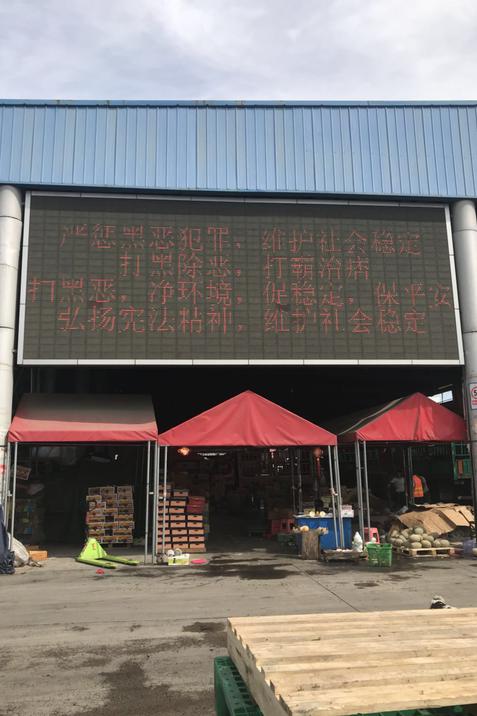 严惩黑恶犯罪，维护社会稳定
打黑除恶，打霸治痞
扫黑恶，净环境，促稳定，保平安
弘扬宪法精神，维护社会稳定